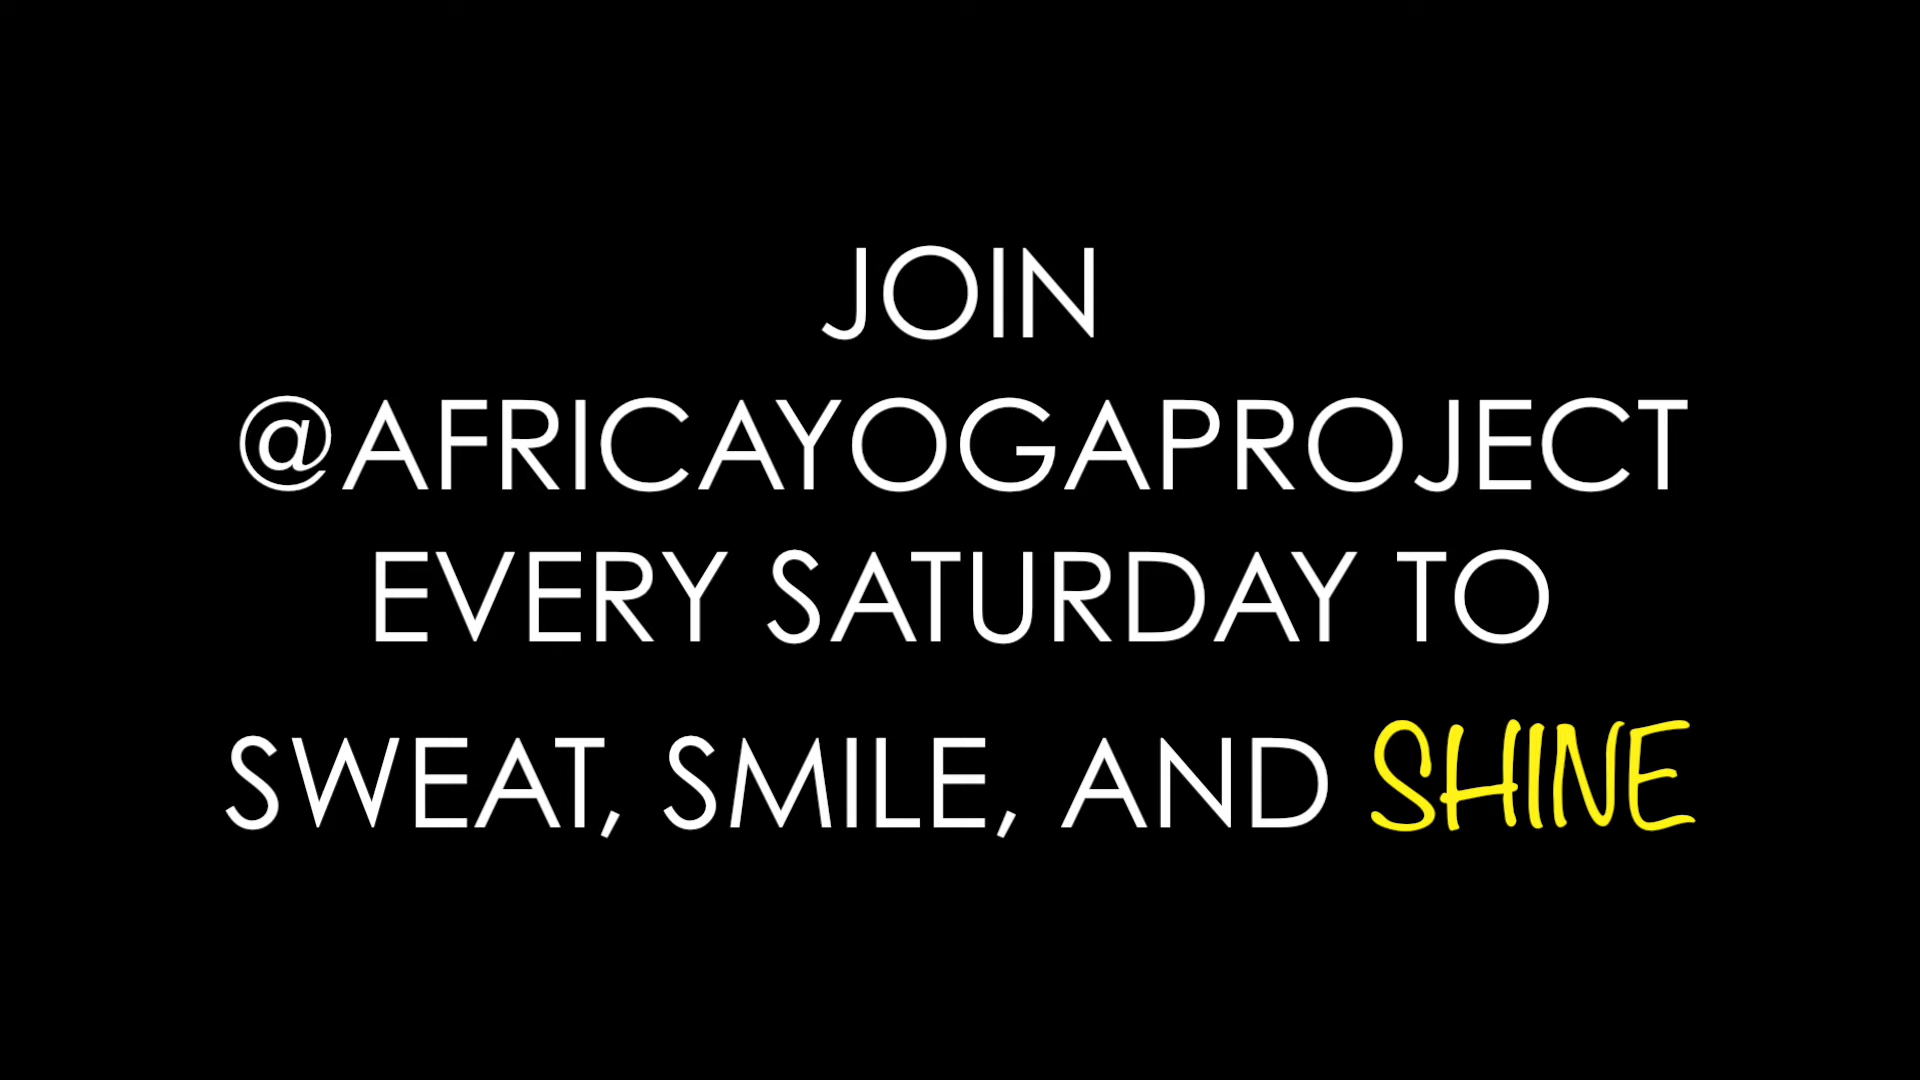 JOIN
@AFRICAYOGAPROJECT
EVERY SATURDAY TO
SWEAT, SMILE, AND SHINE